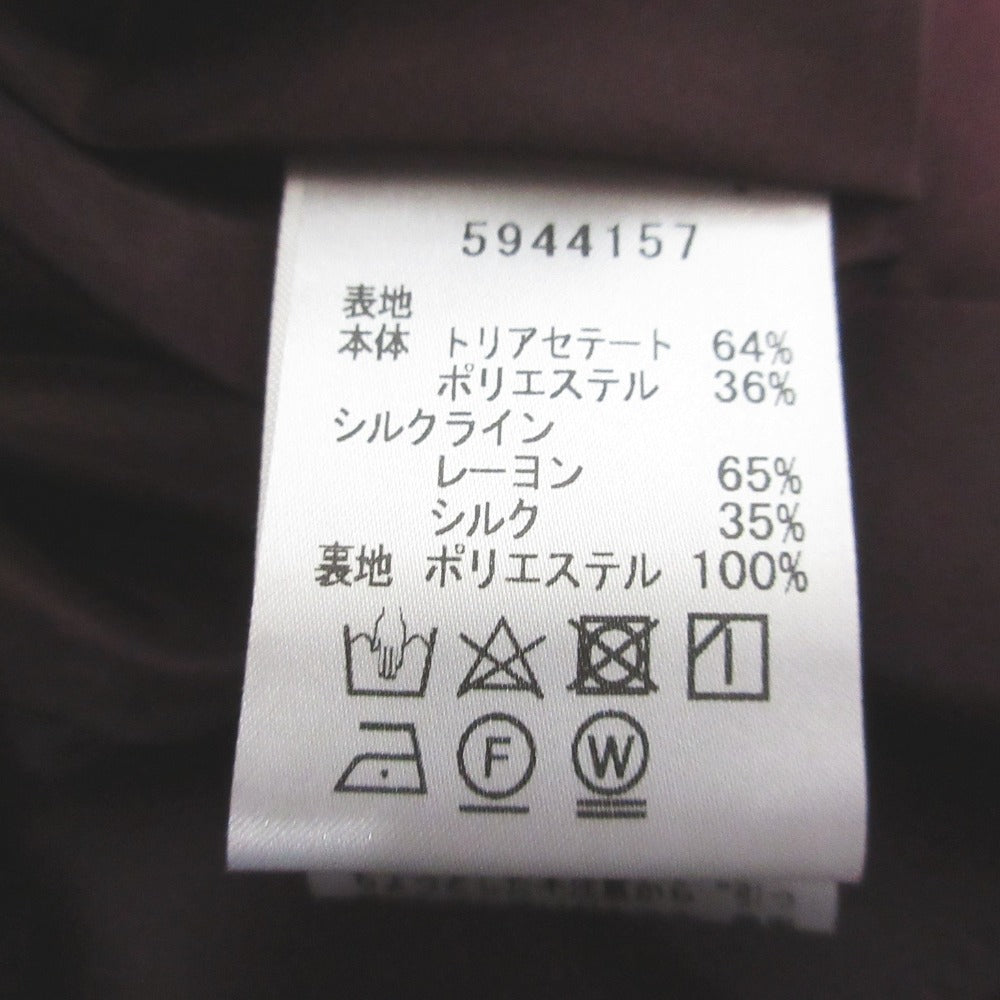 5944157
表地
本体 トリアセテート 64%
ポリエステル 36%
シルクライン
レーヨン 65%
シルク 35%
裏地 ポリエステル 100%
F W